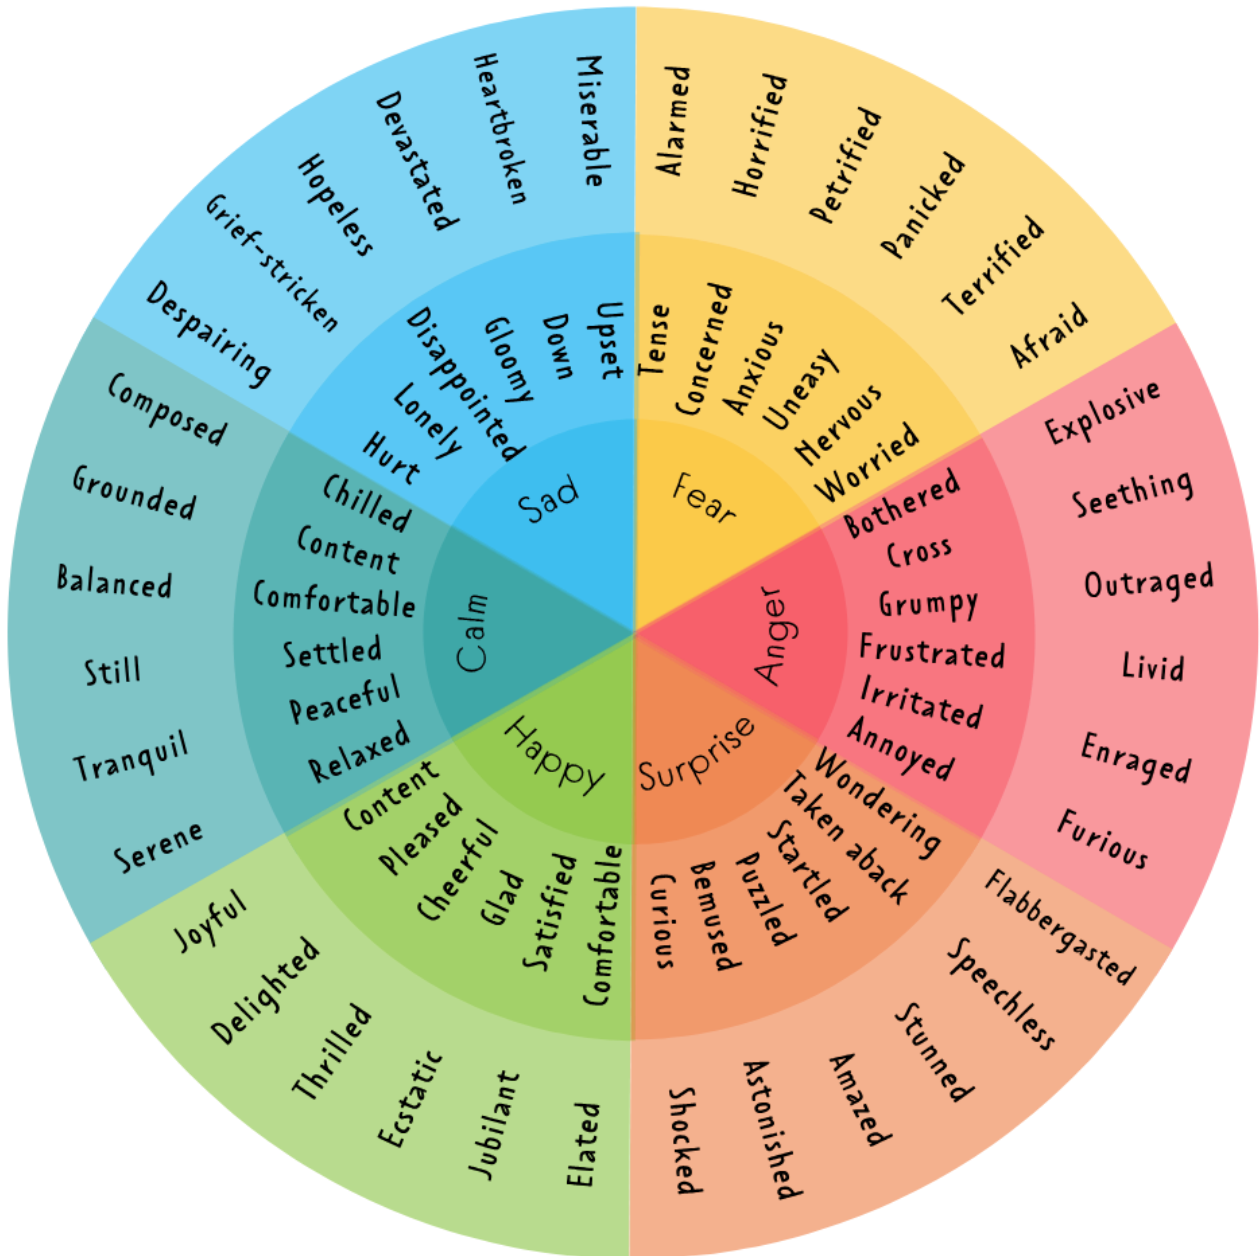 Sad
Upset
Down
Gloomy
Disappointed
Lonely
Hurt
Miserable
Heartbroken
Devastated
Hopeless
Grief-stricken
Despairing
Fear
Tense
Concerned
Anxious
Uneasy
Nervous
Worried
Alarmed
Horrified
Petrified
Panicked
Terrified
Afraid
Anger
Bothered
Cross
Grumpy
Frustrated
Irritated
Annoyed
Explosive
Seething
Outraged
Livid
Enraged
Furious
Surprise
Wondering
Taken aback
Startled
Puzzled
Bemused
Curious
Flabbergasted
Speechless
Stunned
Amazed
Astonished
Shocked
Happy
Content
Pleased
Cheerful
Glad
Satisfied
Comfortable
Joyful
Delighted
Thrilled
Ecstatic
Jubilant
Elated
Calm
Chilled
Content
Comfortable
Settled
Peaceful
Relaxed
Composed
Grounded
Balanced
Still
Tranquil
Serene